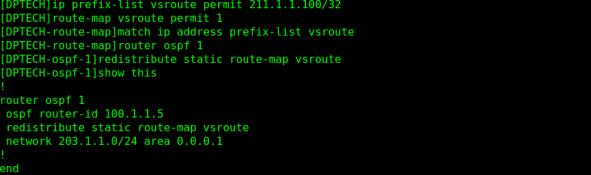 [DPTECH]ip prefix-list vsroute permit 211.1.1.100/32
[DPTECH]route-map vsroute permit 1
[DPTECH-route-map]match ip address prefix-list vsroute
[DPTECH-route-map]router ospf 1
[DPTECH-ospf-1]redistribute static route-map vsroute
[DPTECH-ospf-1]show this
!
router ospf 1
 ospf router-id 100.1.1.5
 redistribute static route-map vsroute
 network 203.1.1.0/24 area 0.0.0.1
!
end